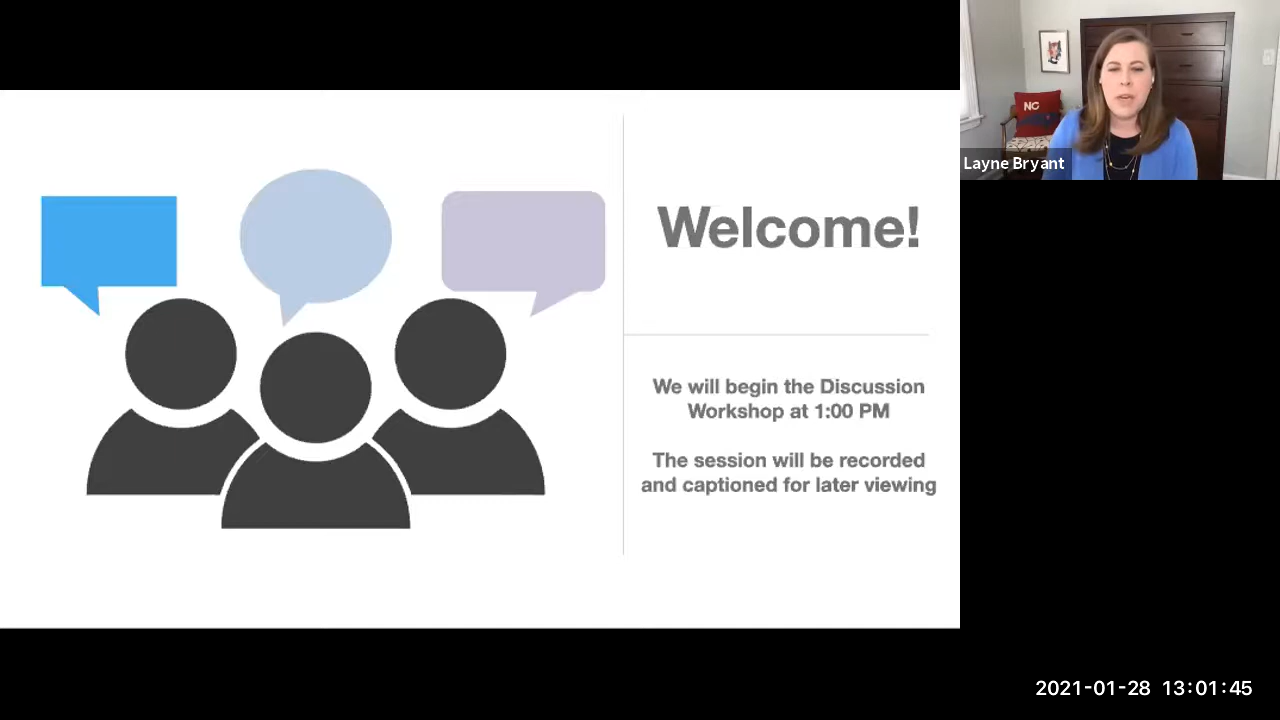 NC
Layne Bryant
Welcome!
We will begin the Discussion
Workshop at 1:00 PM
The session will be recorded
and captioned for later viewing
2021-01-28 13:01:45